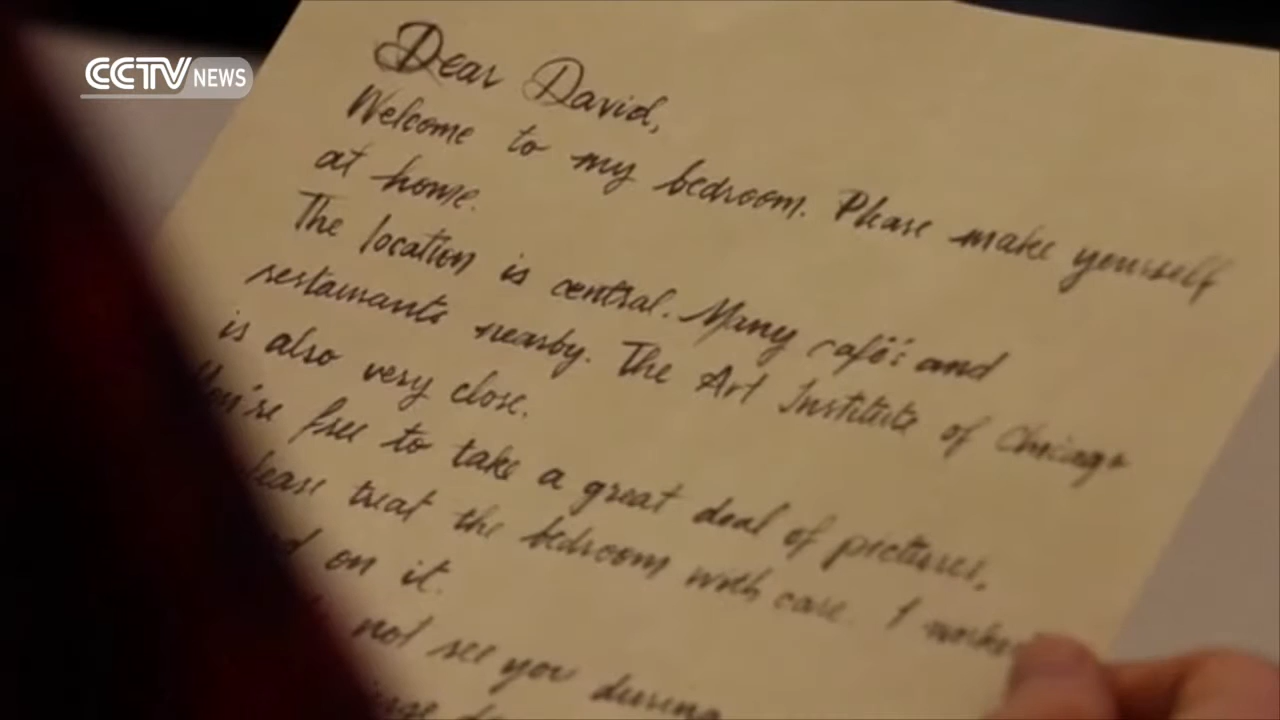 CCTV NEWS
Dear David,
Welcome to my bedroom. Please make yourself
at home.
The location is central. Many café's and
restaurants nearby. The Art Institute of Chicago
is also very close.
You're free to take a great deal of pictures,
please treat the bedroom with care. I worked
on it.
not see you during